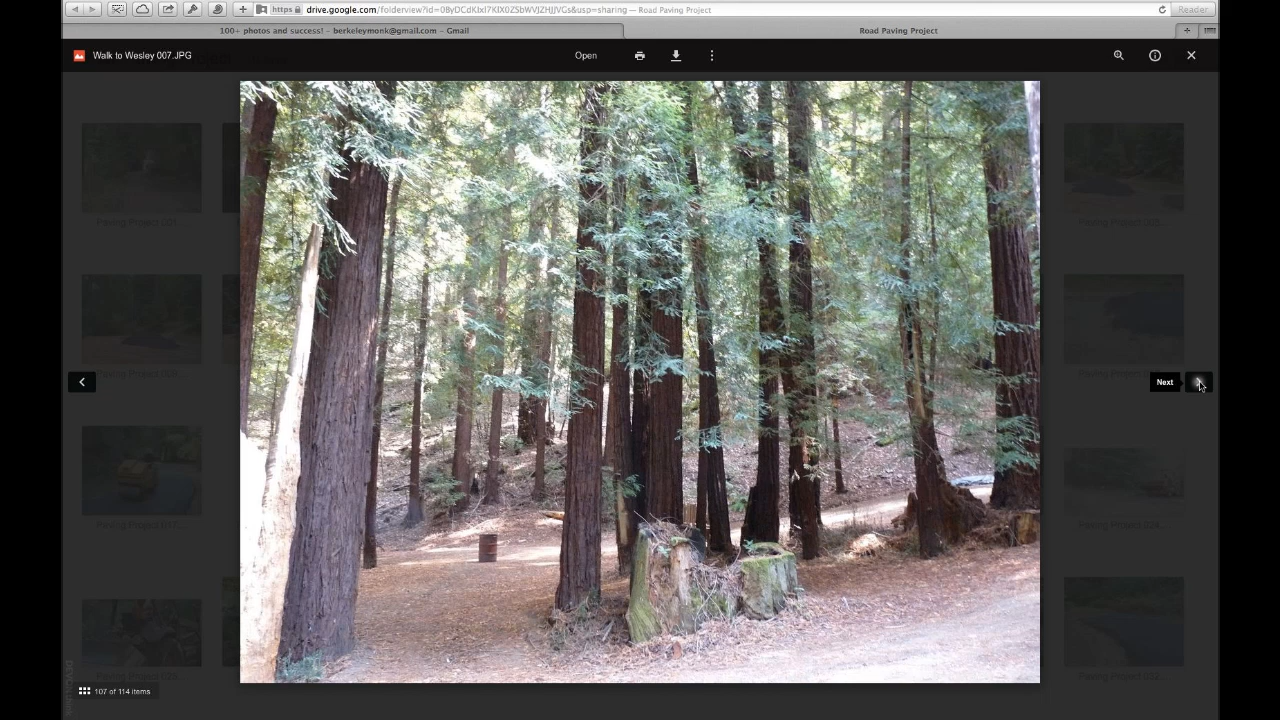 https drive.google.com/folderview?id=0ByDCdKIxl7KIX0ZSbWVJZHJJVGs&usp=sharing — Road Paving Project
Reader
100+ photos and success! – berkeleymonk@gmail.com – Gmail
Road Paving Project
Walk to Wesley 007.JPG
Open
Next
107 of 114 items